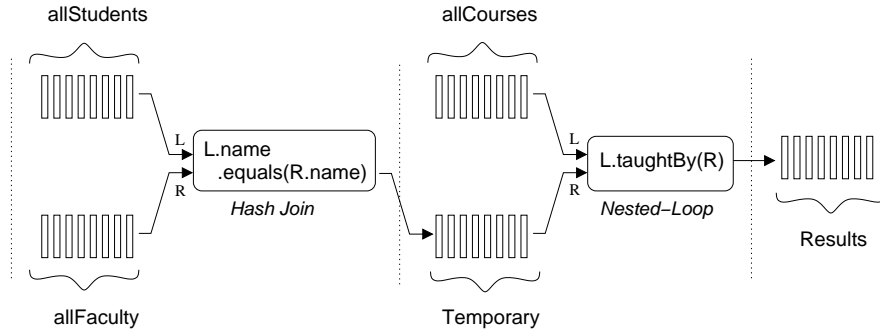 allStudents
allCourses
L
R
L.name
.equals(R.name)
Hash Join
L
R
L.taughtBy(R)
Nested–Loop
Results
allFaculty
Temporary